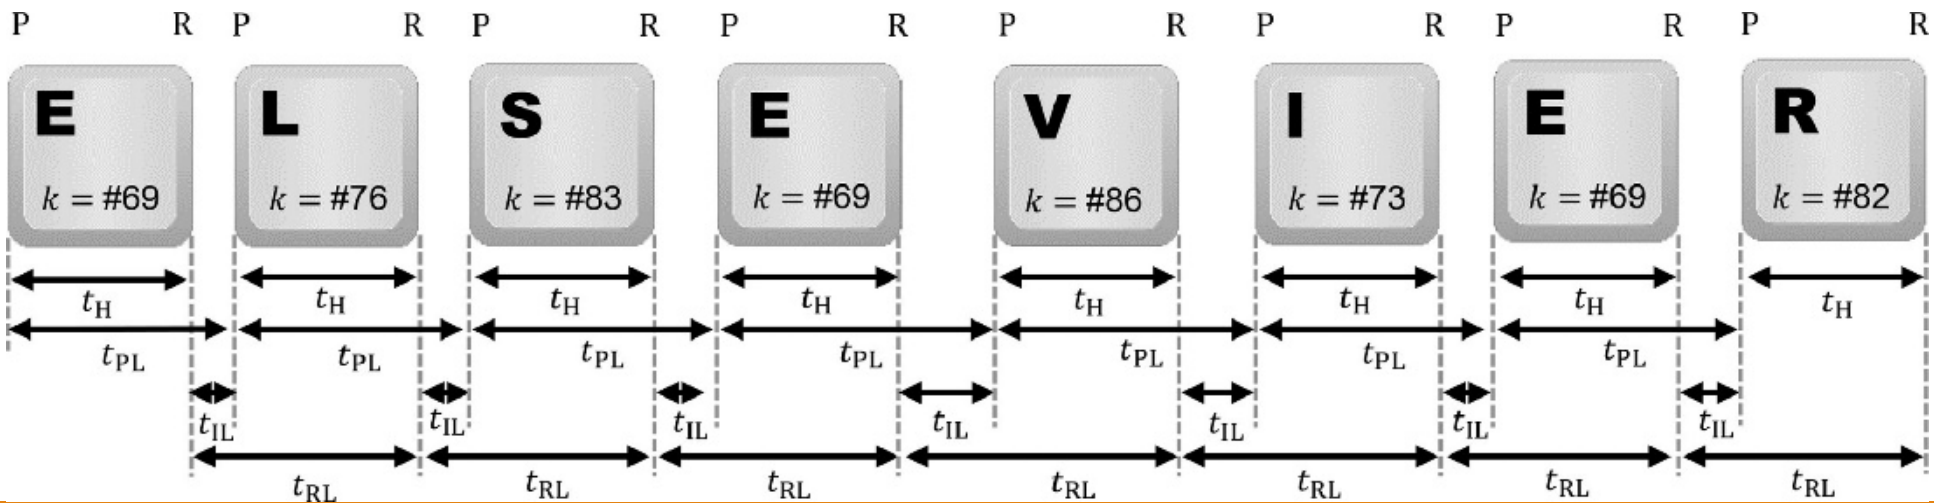 P R P R P R P R P R P R P R P R
E L S E V I E R
k = #69 k = #76 k = #83 k = #69 k = #86 k = #73 k = #69 k = #82
tH tH tH tH tH tH tH tH
tPL tPL tPL tPL tPL tPL tPL
tIL tIL tIL tIL tIL tIL tIL
tRL tRL tRL tRL tRL tRL tRL